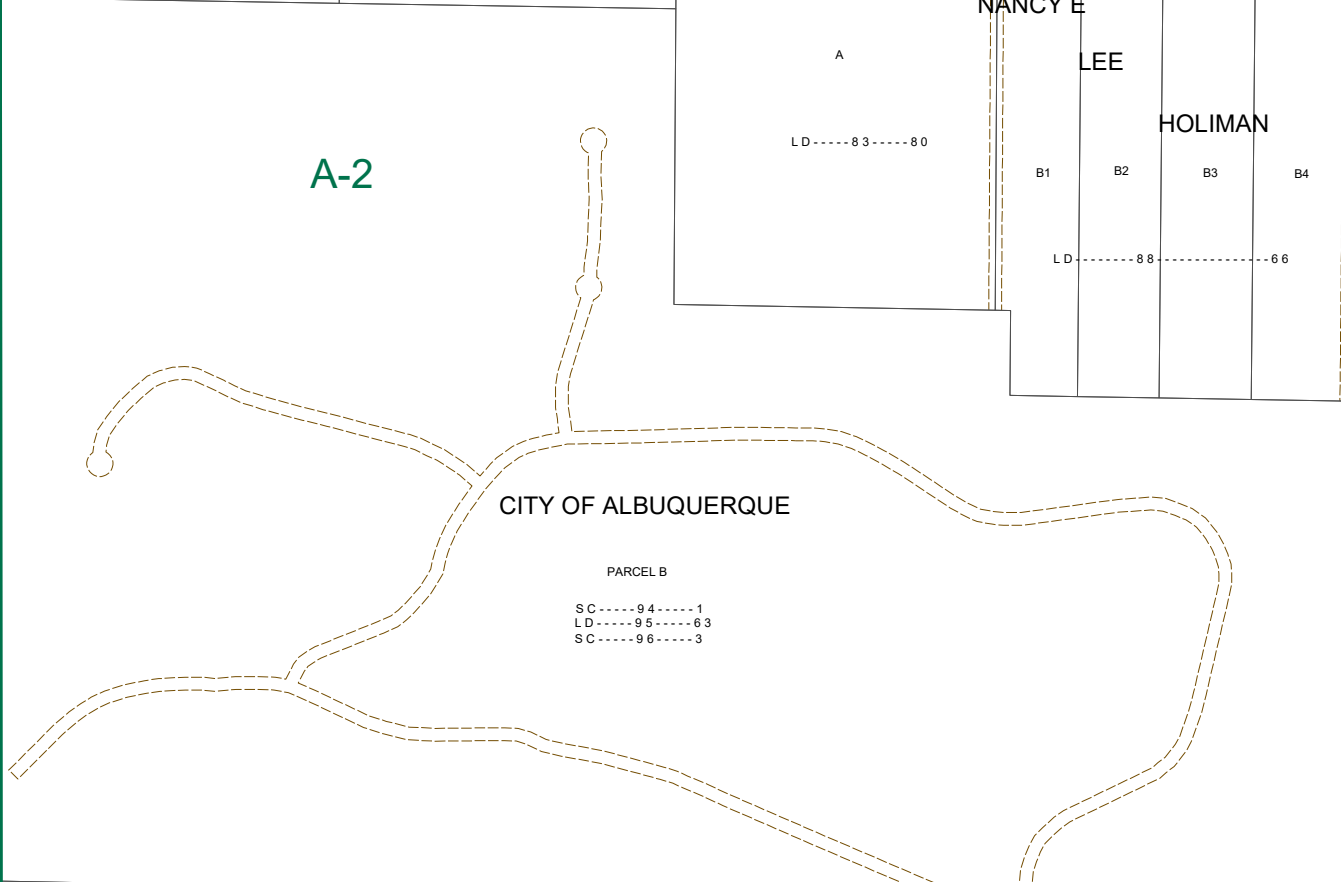 NANCY E
A
LEE
HOLIMAN
LD-----83-----80
A-2
B1 B2 B3 B4
LD-------88-------------66
CITY OF ALBUQUERQUE
PARCEL B
SC-----94-----1
LD-----95-----63
SC-----96-----3